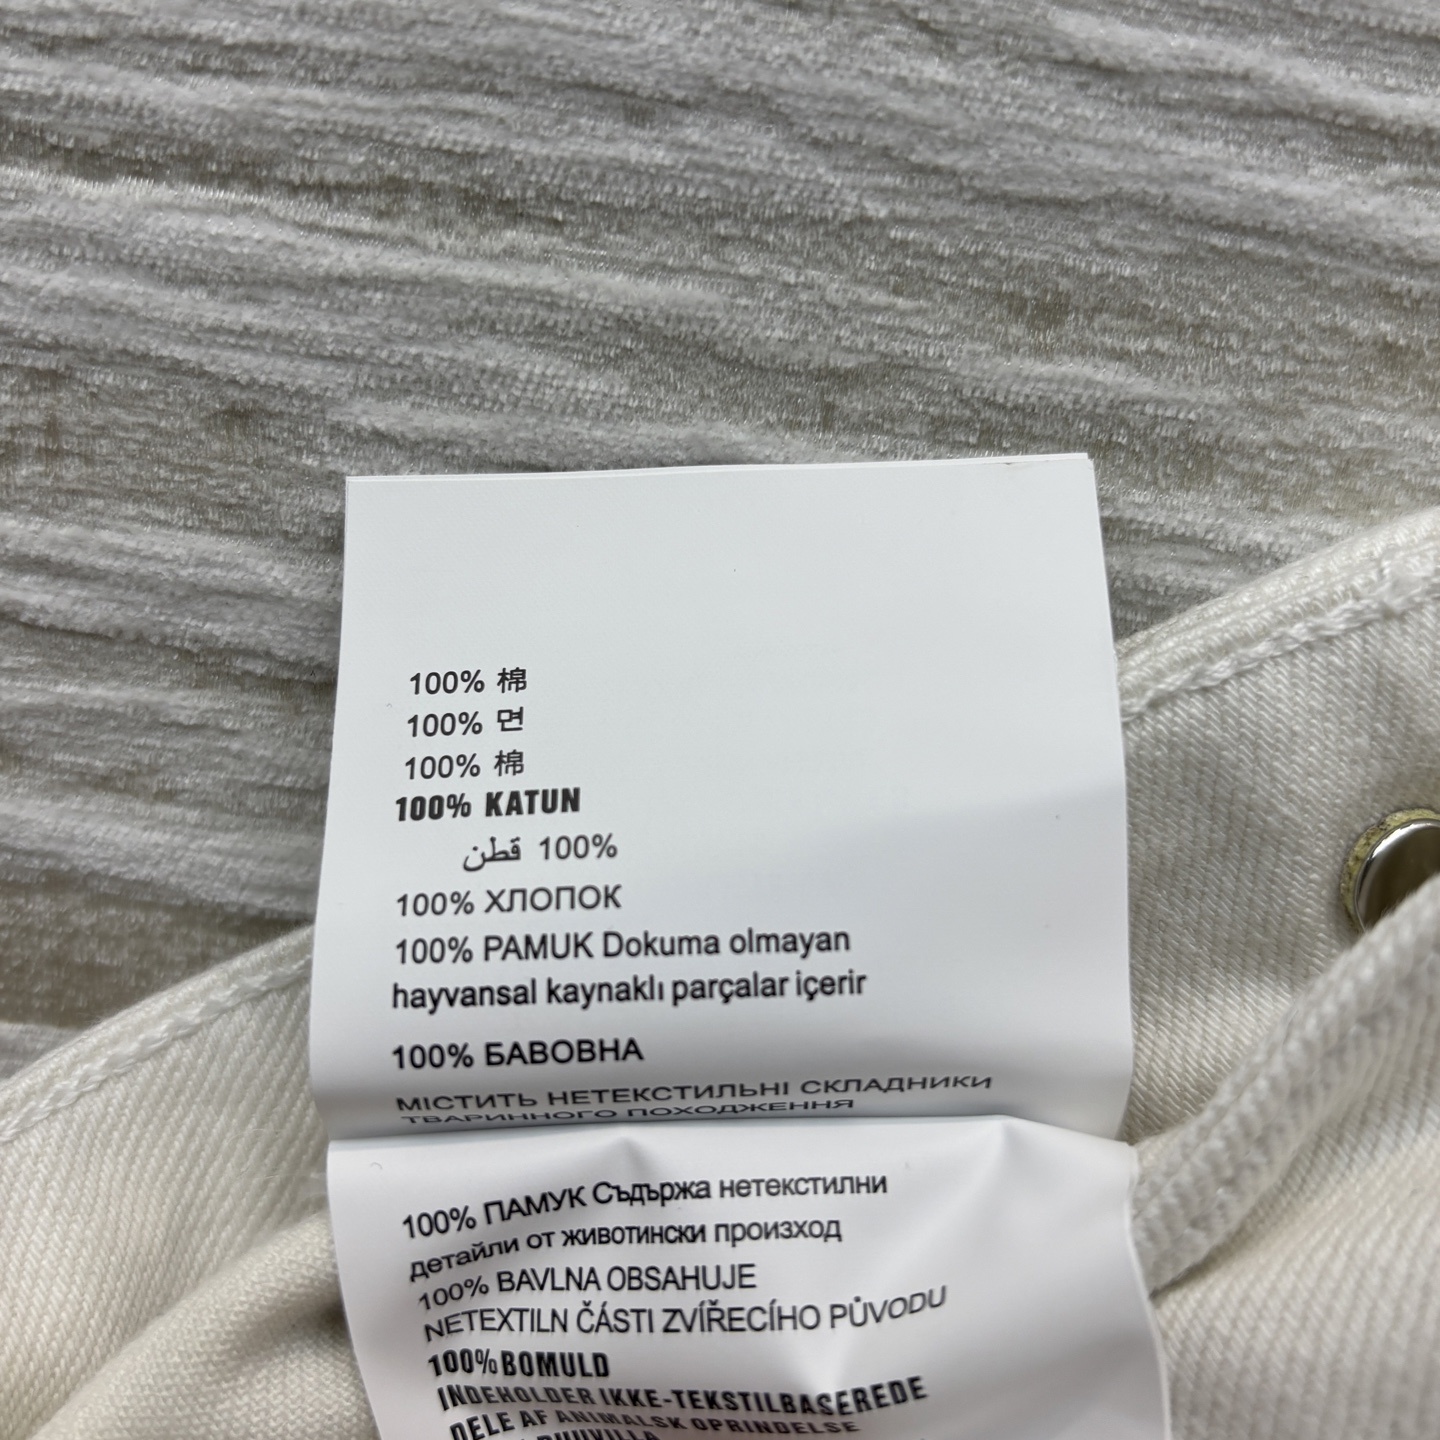 100% 棉
100% 면
100% 棉
100% KATUN
100% قطن
100% ХЛОПОК
100% PAMUK Dokuma olmayan
hayvansal kaynaklı parçalar içerir
100% БАВОВНА
МІСТИТЬ НЕТЕКСТИЛЬНІ СКЛАДНИКИ
ТВАРИННОГО ПОХОДЖЕННЯ
100% ПАМУК Съдържа нетекстилни
детайли от животински произход
100% BAVLNA OBSAHUJE
NETEXTILN ČÁSTI ZVÍŘECÍHO PŮVODU
100%BOMULD
INDEHOLDER IKKE-TEKSTILBASEREDE
DELE AF ANIMALSK OPRINDELSE